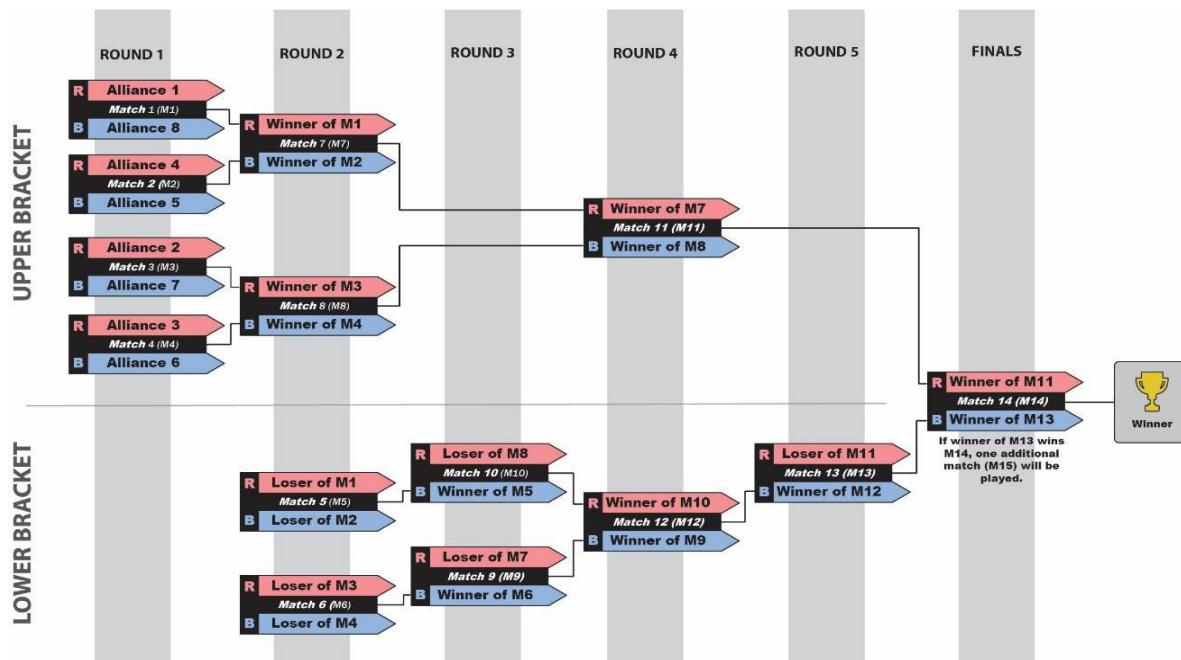 ROUND 1
ROUND 2
ROUND 3
ROUND 4
ROUND 5
FINALS
UPPER BRACKET
R Alliance 1
Match 1 (M1)
B Alliance 8
R Alliance 4
Match 2 (M2)
B Alliance 5
R Alliance 2
Match 3 (M3)
B Alliance 7
R Alliance 3
Match 4 (M4)
B Alliance 6
R Winner of M1
Match 7 (M7)
B Winner of M2
R Winner of M3
Match 8 (M8)
B Winner of M4
R Winner of M7
Match 11 (M11)
B Winner of M8
LOWER BRACKET
R Loser of M1
Match 5 (M5)
B Loser of M2
R Loser of M3
Match 6 (M6)
B Loser of M4
R Loser of M8
Match 10 (M10)
B Winner of M5
R Loser of M7
Match 9 (M9)
B Winner of M6
R Winner of M10
Match 12 (M12)
B Winner of M9
R Loser of M11
Match 13 (M13)
B Winner of M12
R Winner of M11
Match 14 (M14)
B Winner of M13
If winner of M13 wins
M14, one additional
match (M15) will be
played.
Winner